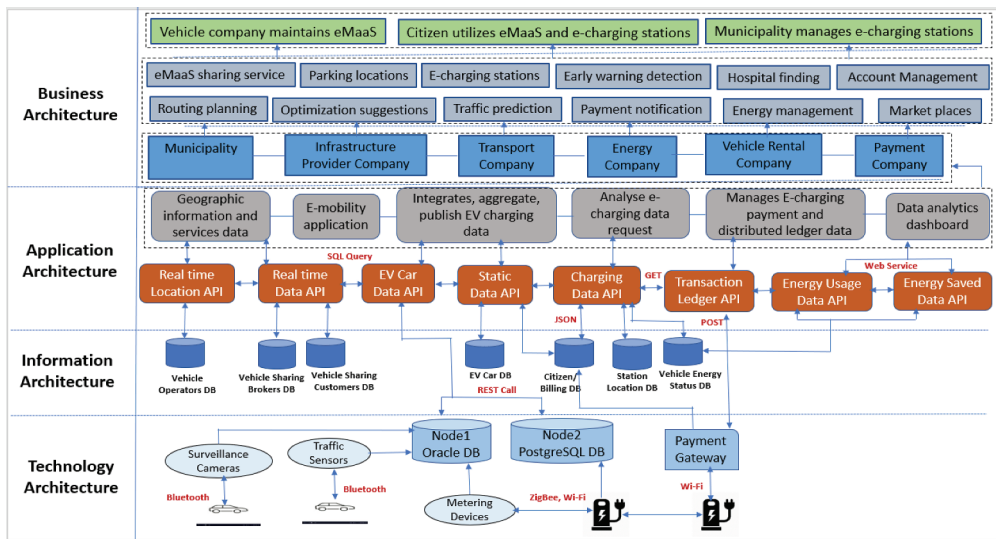 Vehicle company maintains eMaaS
Citizen utilizes eMaaS and e-charging stations
Municipality manages e-charging stations
Business
Architecture
eMaaS sharing service
Parking locations
E-charging stations
Early warning detection
Hospital finding
Account Management
Routing planning
Optimization suggestions
Traffic prediction
Payment notification
Energy management
Market places
Municipality
Infrastructure
Provider Company
Transport
Company
Energy
Company
Vehicle Rental
Company
Payment
Company
Application
Architecture
Geographic
information and
services data
E-mobility
application
Integrates, aggregate,
publish EV charging
data
Analyse e-
charging data
request
Manages E-charging
payment and
distributed ledger data
Data analytics
dashboard
SQL Query
Web Service
Real time
Location API
Real time
Data API
EV Car
Data API
Static
Data API
Charging
Data API
GET
Transaction
Ledger API
Energy Usage
Data API
Energy Saved
Data API
JSON
POST
Information
Architecture
Vehicle
Operators DB
Vehicle Sharing
Brokers DB
Vehicle Sharing
Customers DB
EV Car DB
Citizen/
Billing DB
Station
Location DB
Vehicle Energy
Status DB
REST Call
Technology
Architecture
Surveillance
Cameras
Traffic
Sensors
Node1
Oracle DB
Node2
PostgreSQL DB
Payment
Gateway
Bluetooth
Bluetooth
Metering
Devices
ZigBee, Wi-Fi
Wi-Fi